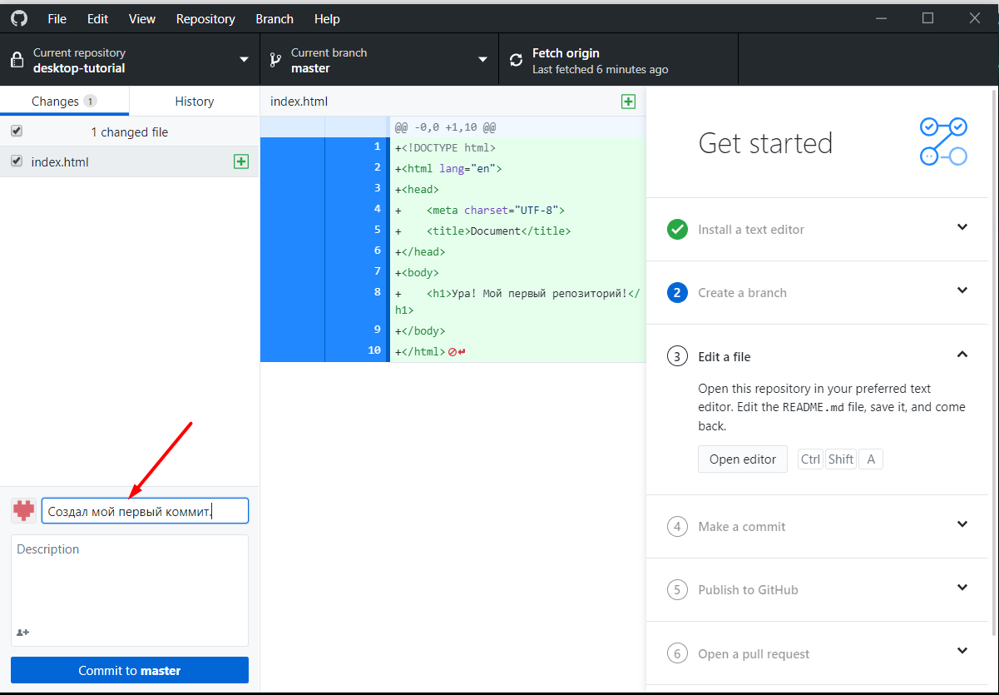 File Edit View Repository Branch Help
Current repository
desktop-tutorial
Current branch
master
Fetch origin
Last fetched 6 minutes ago
Changes 1
History
1 changed file
index.html
index.html
@@ -0,0 +1,10 @@
1 +<!DOCTYPE html>
2 +<html lang="en">
3 +<head>
4 +    <meta charset="UTF-8">
5 +    <title>Document</title>
6 +</head>
7 +<body>
8 +    <h1>Ура! Мой первый репозиторий!</
h1>
9 +</body>
10 +</html>
Создал мой первый коммит.
Description
Commit to master
Get started
Install a text editor
2 Create a branch
3 Edit a file
Open this repository in your preferred text
editor. Edit the README.md file, save it, and come
back.
Open editor Ctrl Shift A
4 Make a commit
5 Publish to GitHub
6 Open a pull request